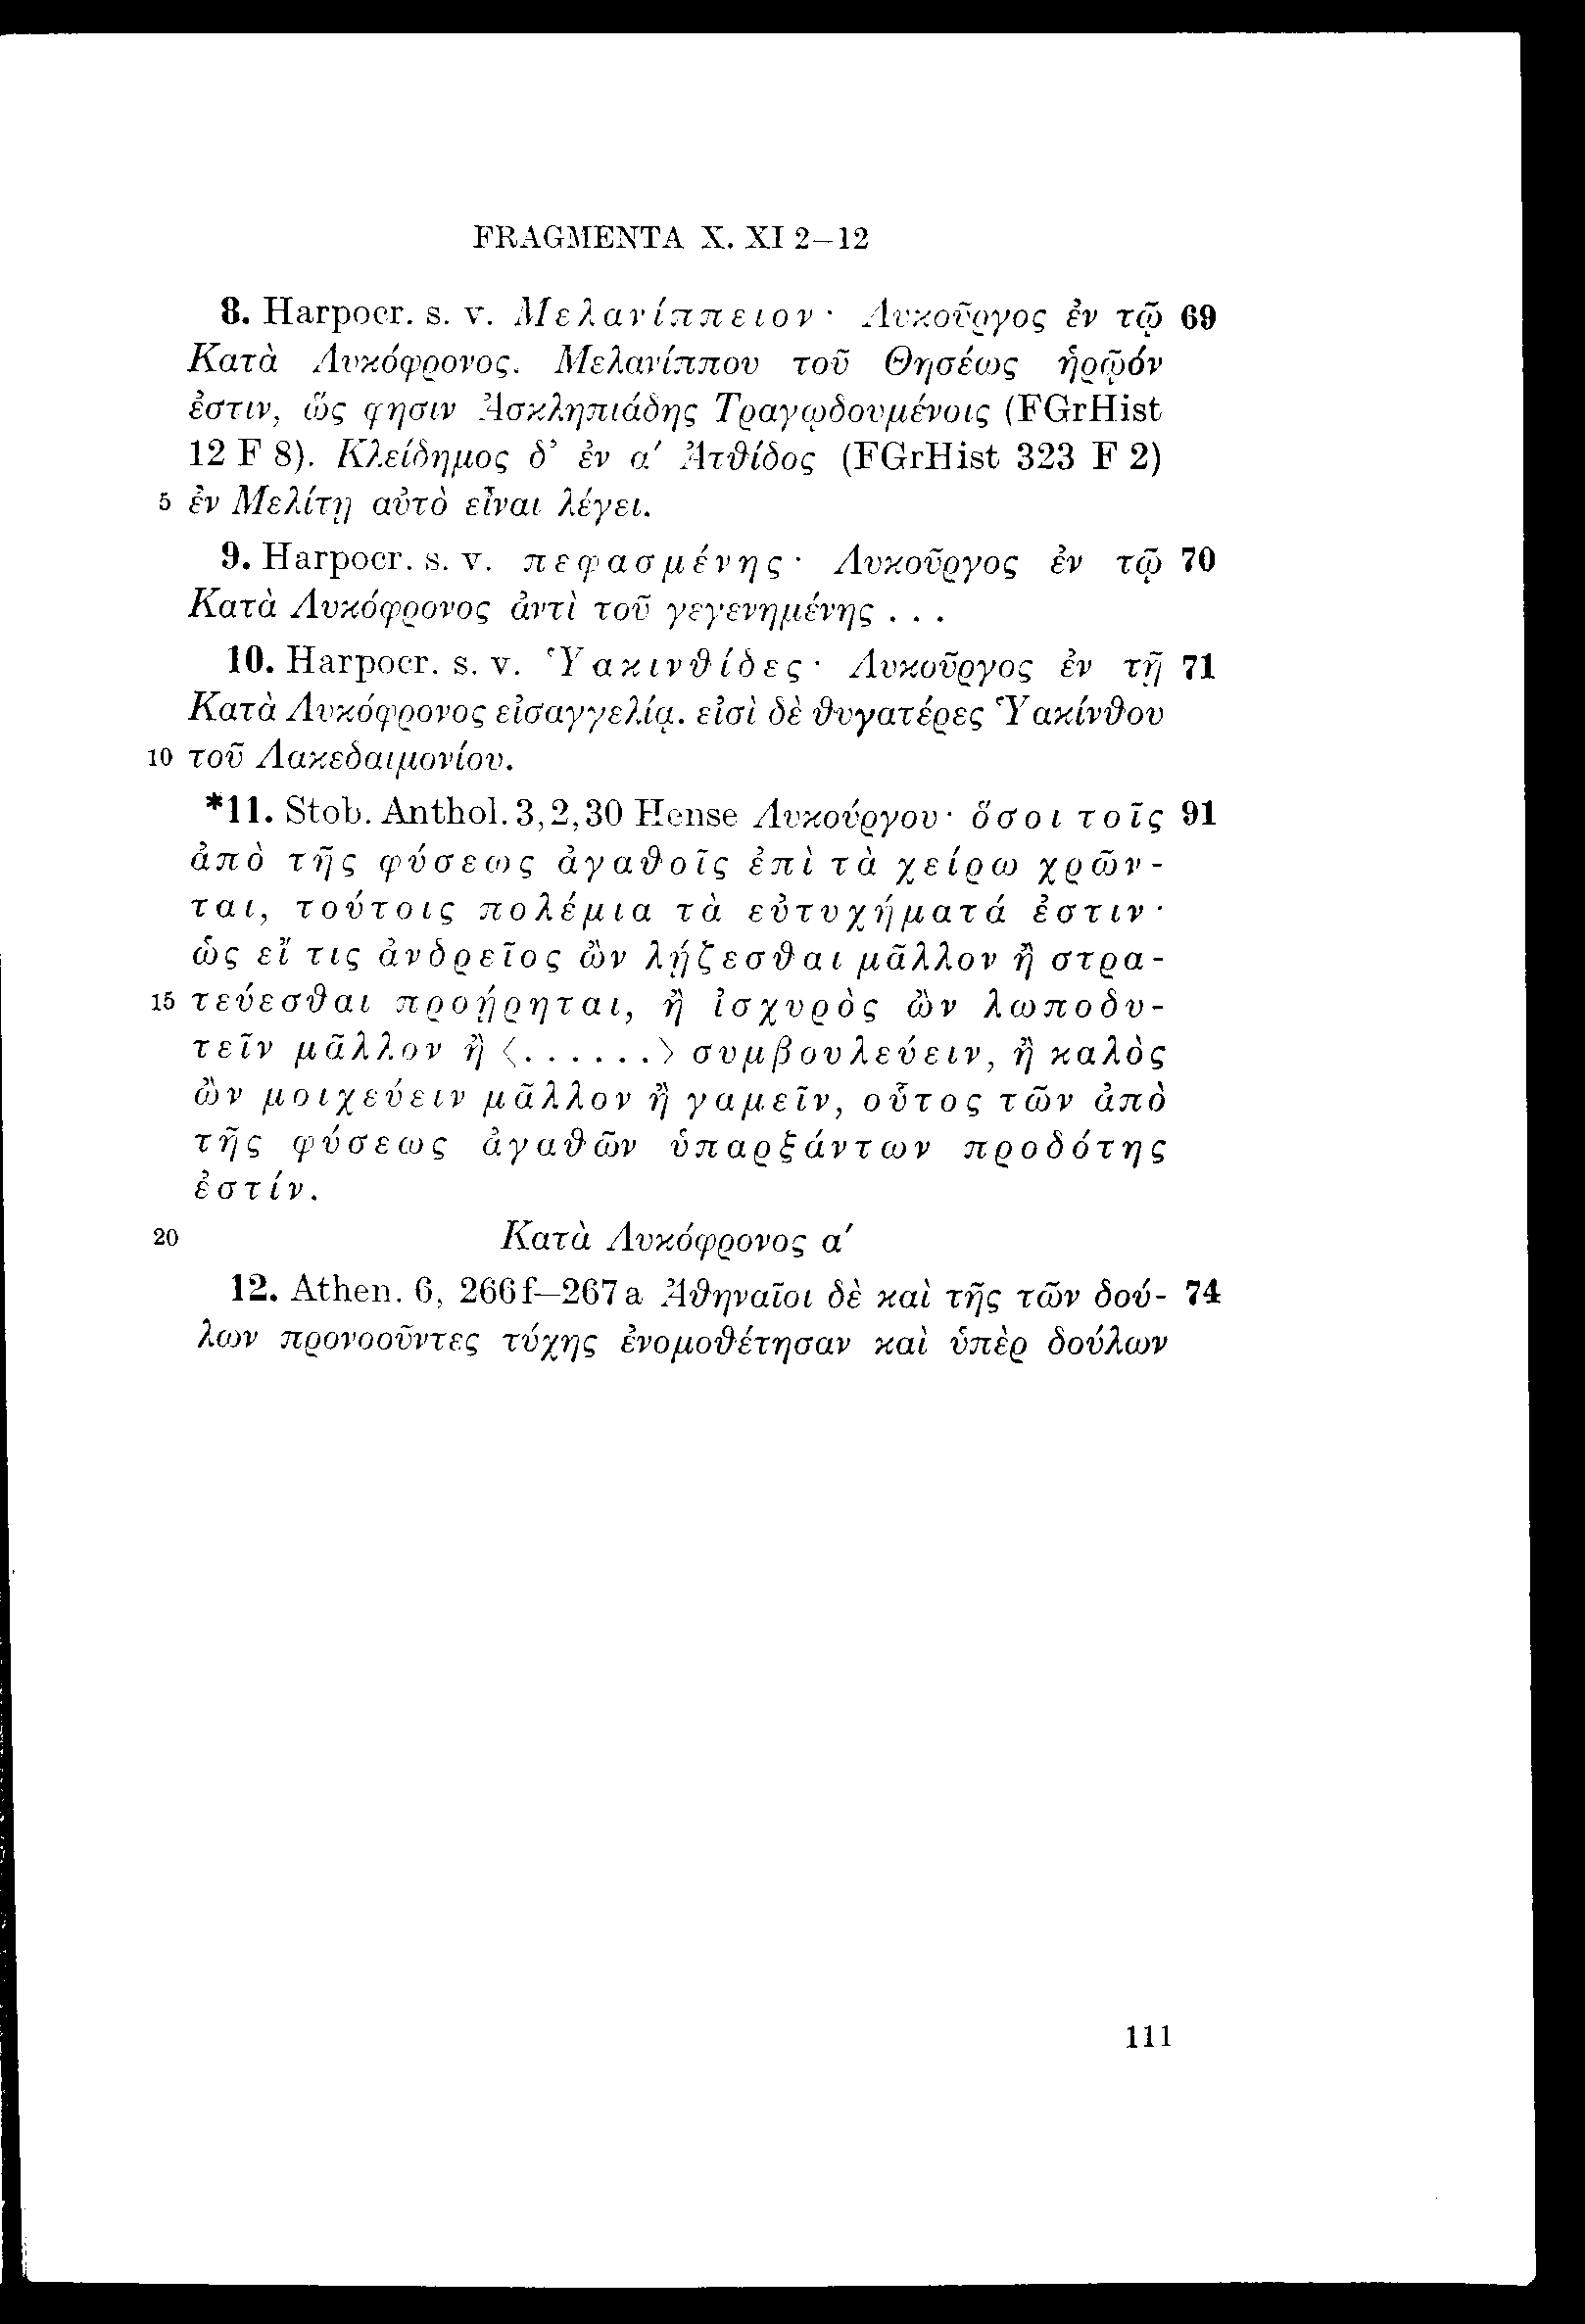 FRAGMENTA X. XI 2–12
8. Harpocr. s. v. Μελανίππειον· Λυκοῦργος ἐν τῷ 69
Κατὰ Λυκόφρονος. Μελανίππου τοῦ Θησέως ἡρῷόν
ἐστιν, ὥς φησιν Ἀσκληπιάδης Τραγῳδουμένοις (FGrHist
12 F 8). Κλείδημος δ’ ἐν α′ Ἀτθίδος (FGrHist 323 F 2)
5 ἐν Μελίτῃ αὐτὸ εἶναι λέγει.
9. Harpocr. s. v. πεφασμένης· Λυκοῦργος ἐν τῷ 70
Κατὰ Λυκόφρονος ἀντὶ τοῦ γεγενημένης . . .
10. Harpocr. s. v. Ὑακινθίδες· Λυκοῦργος ἐν τῇ 71
Κατὰ Λυκόφρονος εἰσαγγελίᾳ. εἰσὶ δὲ θυγατέρες Ὑακίνθου
10 τοῦ Λακεδαιμονίου.
*11. Stob. Anthol. 3,2,30 Hense Λυκούργου· ὅσοι τοῖς 91
ἀπὸ τῆς φύσεως ἀγαθοῖς ἐπὶ τὰ χείρω χρῶν-
ται, τούτοις πολέμια τὰ εὐτυχήματά ἐστιν·
ὡς εἴ τις ἀνδρεῖος ὢν λῄζεσθαι μᾶλλον ἢ στρα-
15 τεύεσθαι προῄρηται, ἢ ἰσχυρὸς ὢν λωποδυ-
τεῖν μᾶλλον ἢ 〈. . . . . .〉 συμβουλεύειν, ἢ καλὸς
ὢν μοιχεύειν μᾶλλον ἢ γαμεῖν, οὗτος τῶν ἀπὸ
τῆς φύσεως ἀγαθῶν ὑπαρξάντων προδότης
ἐστίν.
20 Κατὰ Λυκόφρονος α′
12. Athen. 6, 266f–267a Ἀθηναῖοι δὲ καὶ τῆς τῶν δού- 74
λων προνοοῦντες τύχης ἐνομοθέτησαν καὶ ὑπὲρ δούλων
111